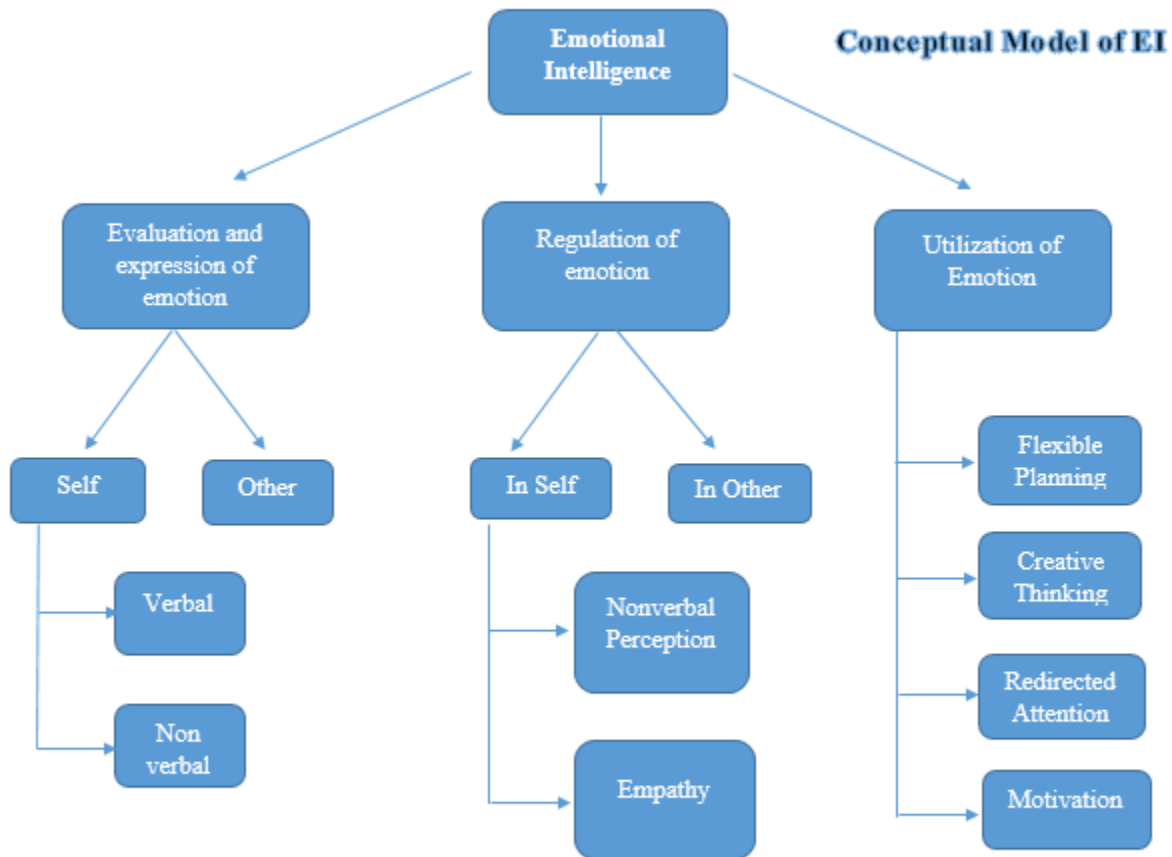 Emotional
Intelligence
Conceptual Model of EI
Evaluation and
expression of
emotion
Regulation of
emotion
Utilization of
Emotion
Self
Other
In Self
In Other
Flexible
Planning
Verbal
Nonverbal
Perception
Creative
Thinking
Non
verbal
Empathy
Redirected
Attention
Motivation